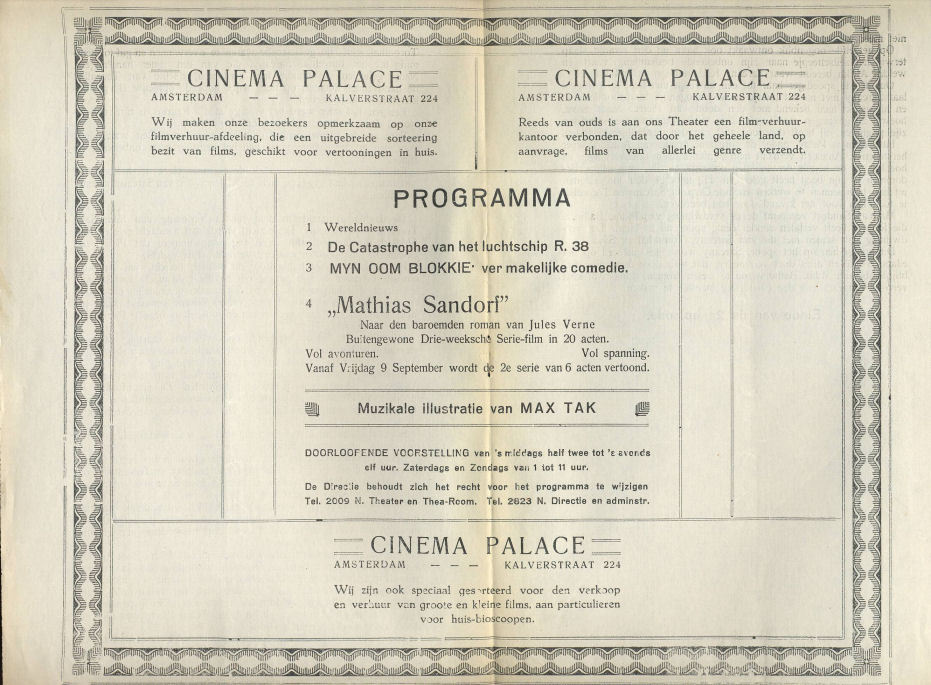 CINEMA PALACE
AMSTERDAM — — — KALVERSTRAAT 224
Wij maken onze bezoekers opmerkzaam op onze
filmverhuur-afdeeling, die een uitgebreide sorteering
bezit van films, geschikt voor vertooningen in huis.
CINEMA PALACE
AMSTERDAM — — — KALVERSTRAAT 224
Reeds van ouds is aan ons Theater een film-verhuur-
kantoor verbonden, dat door het geheele land, op
aanvrage, films van allerlei genre verzendt.
PROGRAMMA
1 Wereldnieuws
2 De Catastrophe van het luchtschip R. 38
3 MYN OOM BLOKKIE· ver makelijke comedie.
4 „Mathias Sandorf”
Naar den baroemden roman van Jules Verne
Buitengewone Drie-weeksche Serie-film in 20 acten.
Vol avonturen. Vol spanning.
Vanaf Vrijdag 9 September wordt de 2e serie van 6 acten vertoond.
Muzikale illustratie van MAX TAK
DOORLOOFENDE VOORSTELLING van 's middags half twee tot 's avonds
elf uur. Zaterdags en Zondags van 1 tot 11 uur.
De Directie behoudt zich het recht voor het programma te wijzigen
Tel. 2009 N. Theater en Thea-Room. Tel. 2623 N. Directie en adminstr.
CINEMA PALACE
AMSTERDAM — — — KALVERSTRAAT 224
Wij zijn ook speciaal gesorteerd voor den verkoop
en verhuur van groote en kleine films, aan particulieren
voor huis-bioscoopen.